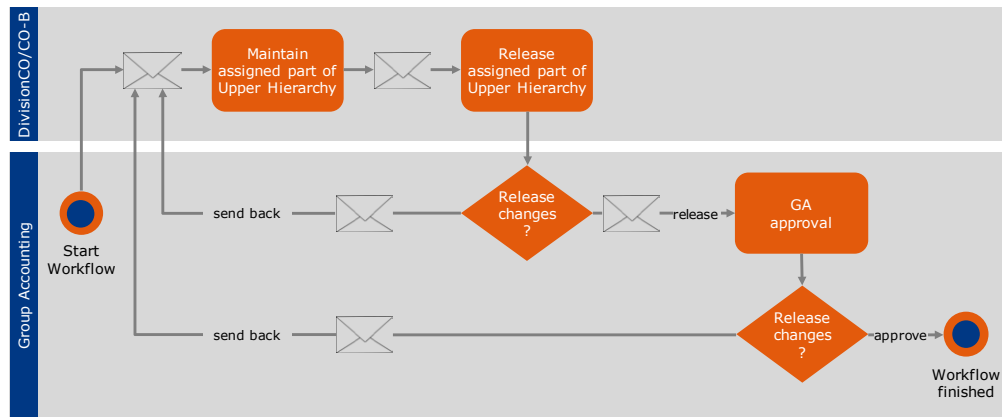 DivisionCO/CO-B
Maintain
assigned part of
Upper Hierarchy
Release
assigned part of
Upper Hierarchy
Group Accounting
Start
Workflow
send back
Release
changes
?
release
GA
approval
send back
Release
changes
?
approve
Workflow
finished